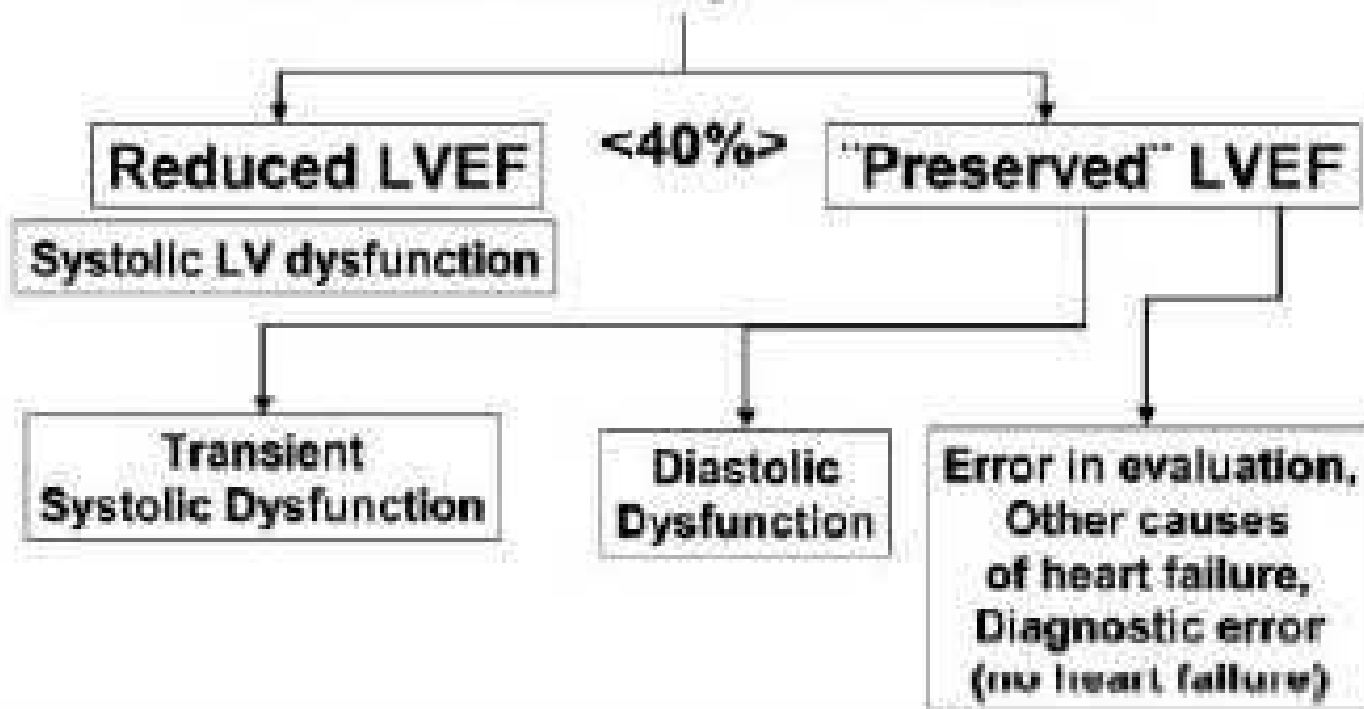 Reduced LVEF
<40%>
"Preserved" LVEF
Systolic LV dysfunction
Transient
Systolic Dysfunction
Diastolic
Dysfunction
Error in evaluation,
Other causes
of heart failure,
Diagnostic error
(no heart failure)